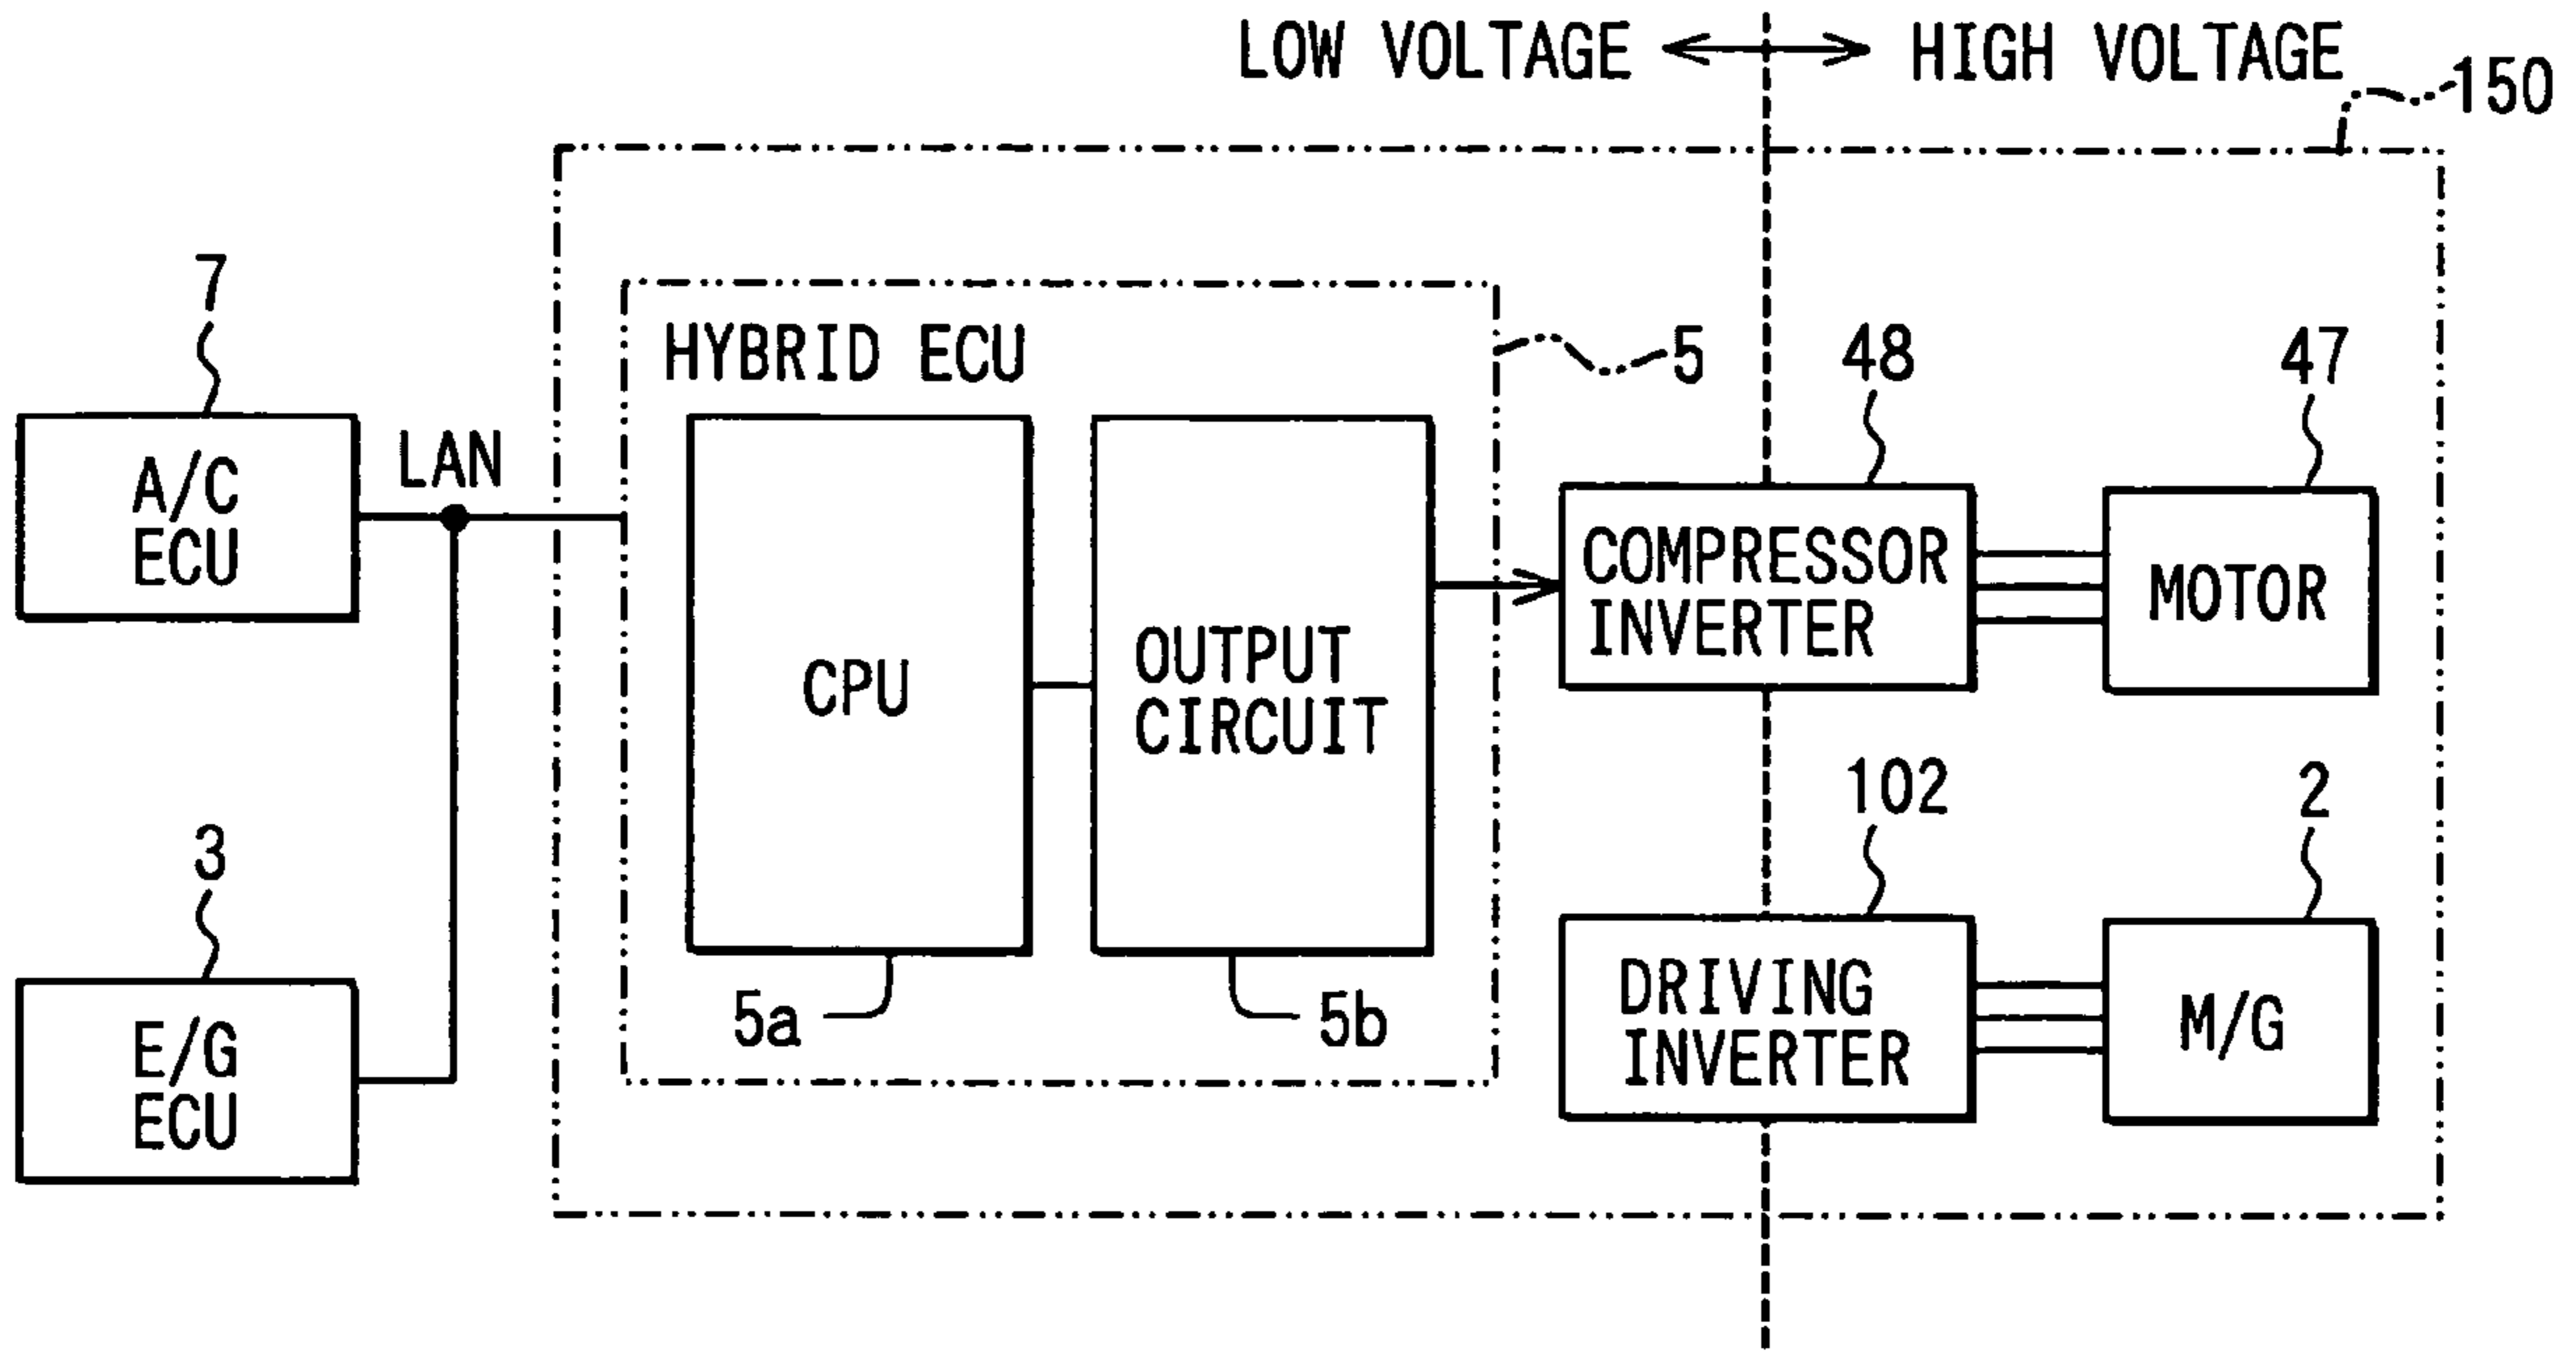 LOW VOLTAGE
HIGH VOLTAGE
150
7
HYBRID ECU
5
48
47
A/C
ECU
LAN
COMPRESSOR
INVERTER
MOTOR
CPU
OUTPUT
CIRCUIT
102
2
3
5a
5b
DRIVING
INVERTER
M/G
E/G
ECU